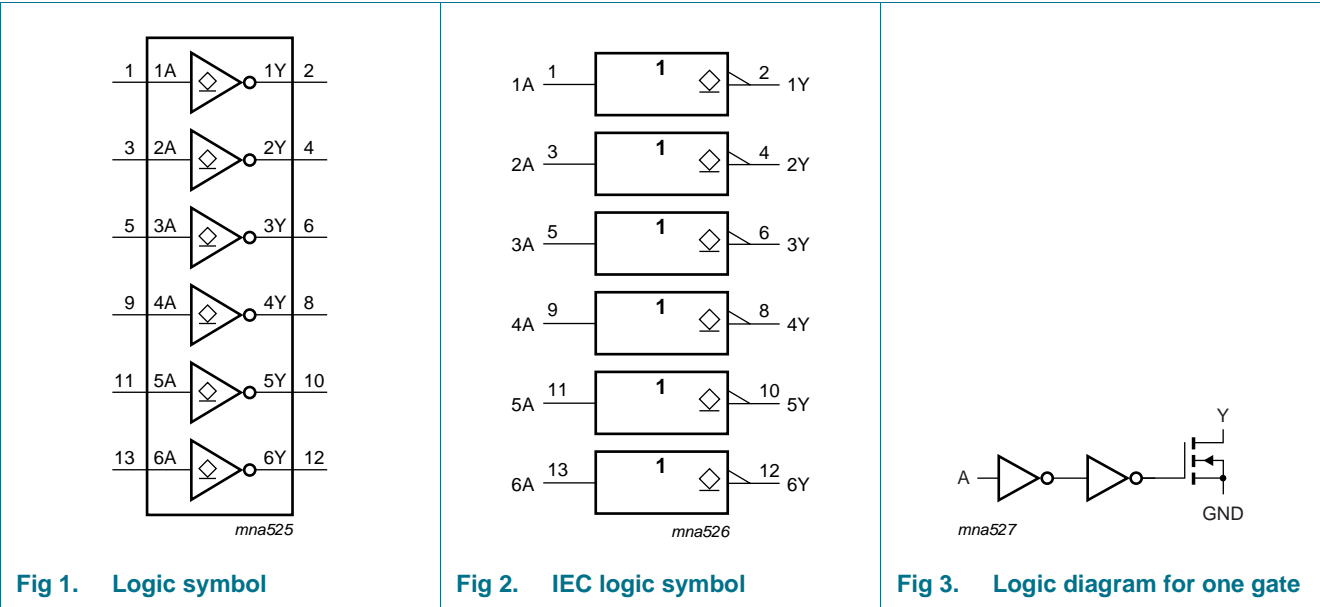 1 1A 1Y 2
3 2A 2Y 4
5 3A 3Y 6
9 4A 4Y 8
11 5A 5Y 10
13 6A 6Y 12
mna525
Fig 1. Logic symbol
1A 1 1 2 1Y
2A 3 1 4 2Y
3A 5 1 6 3Y
4A 9 1 8 4Y
5A 11 1 10 5Y
6A 13 1 12 6Y
mna526
Fig 2. IEC logic symbol
Y
A
GND
mna527
Fig 3. Logic diagram for one gate